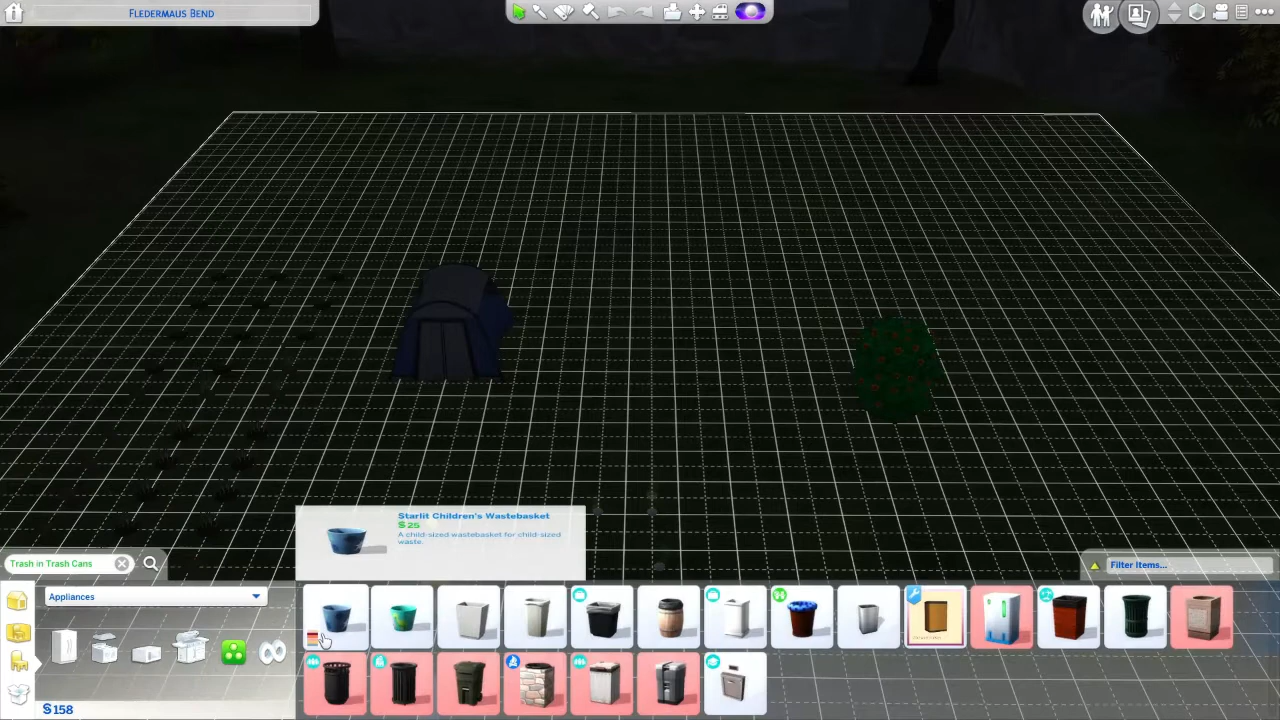 Fledermaus Bend
Starlit Children's Wastebasket
§25
A child-sized wastebasket for child-sized
waste.
Trash in Trash Cans
Filter Items...
Appliances
§158